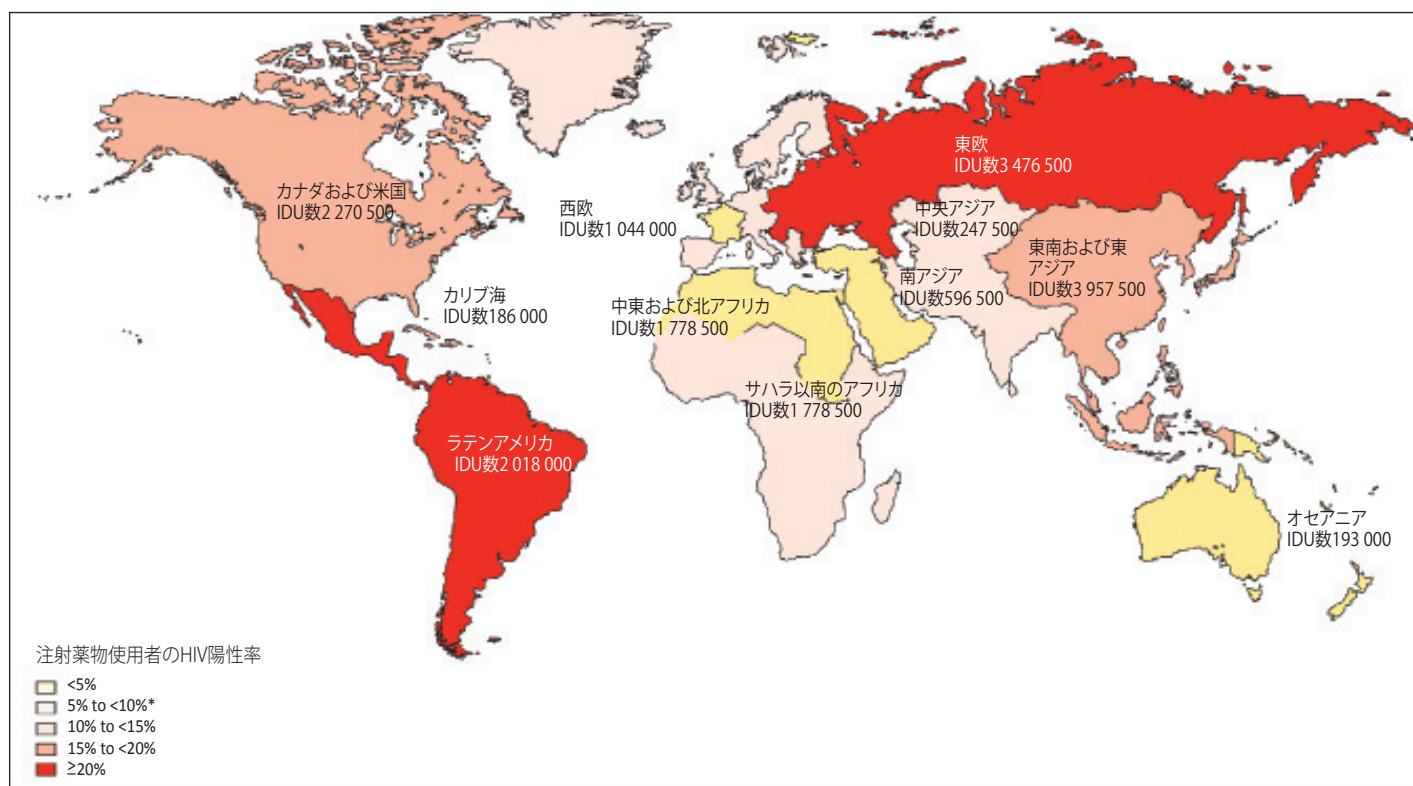 東欧
IDU数3 476 500
カナダおよび米国
IDU数2 270 500
西欧
IDU数1 044 000
中央アジア
IDU数247 500
東南および東
アジア
IDU数3 957 500
南アジア
IDU数596 500
カリブ海
IDU数186 000
中東および北アフリカ
IDU数1 778 500
サハラ以南のアフリカ
IDU数1 778 500
ラテンアメリカ
IDU数2 018 000
オセアニア
IDU数193 000
注射薬物使用者のHIV陽性率
<5%
5% to <10%*
10% to <15%
15% to <20%
≥20%